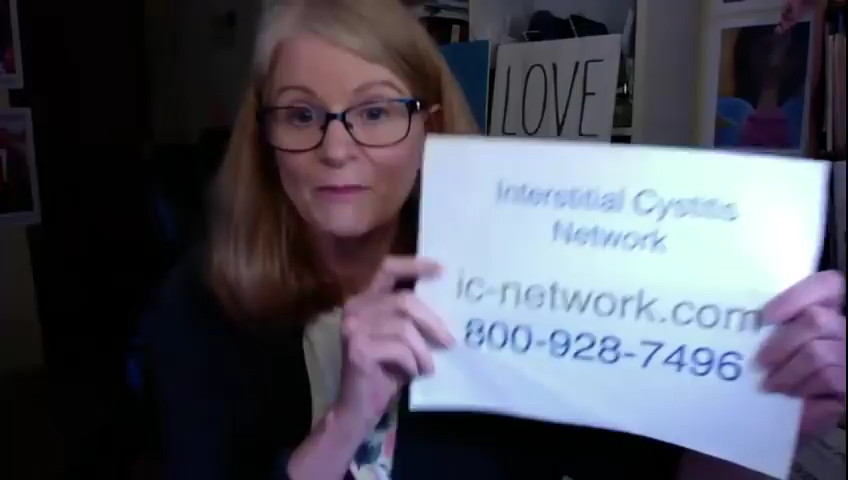 LOVE
Interstitial Cystitis
Network
ic-network.com
800-928-7496